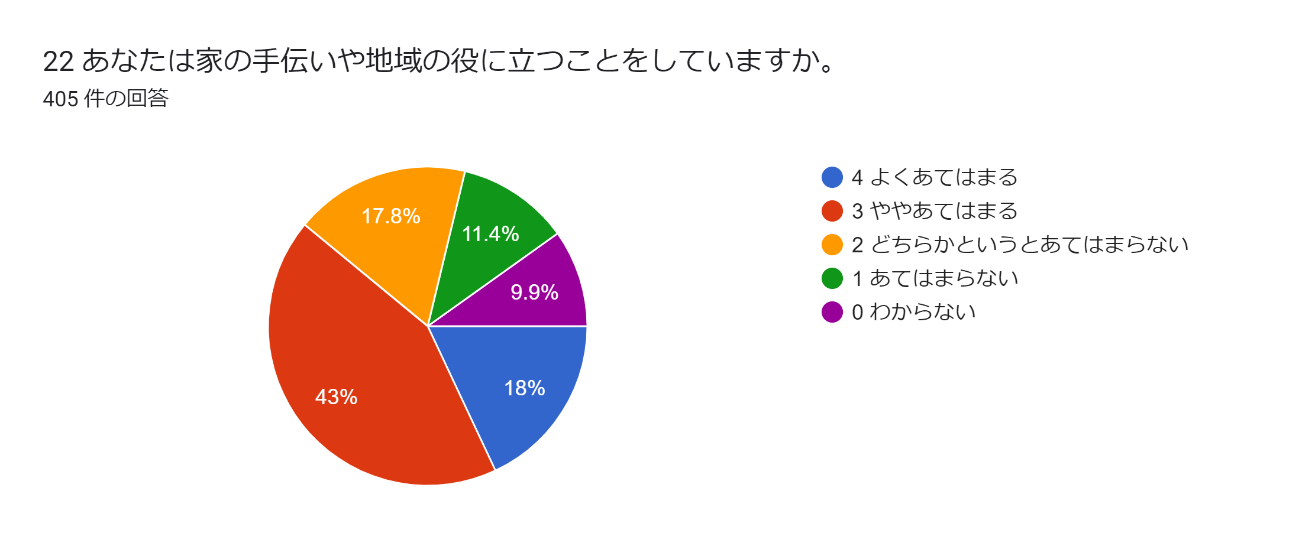 22 あなたは家の手伝いや地域の役に立つことをしていますか。
405 件の回答
17.8%
11.4%
9.9%
43%
18%
4 よくあてはまる
3 ややあてはまる
2 どちらかというとあてはまらない
1 あてはまらない
0 わからない